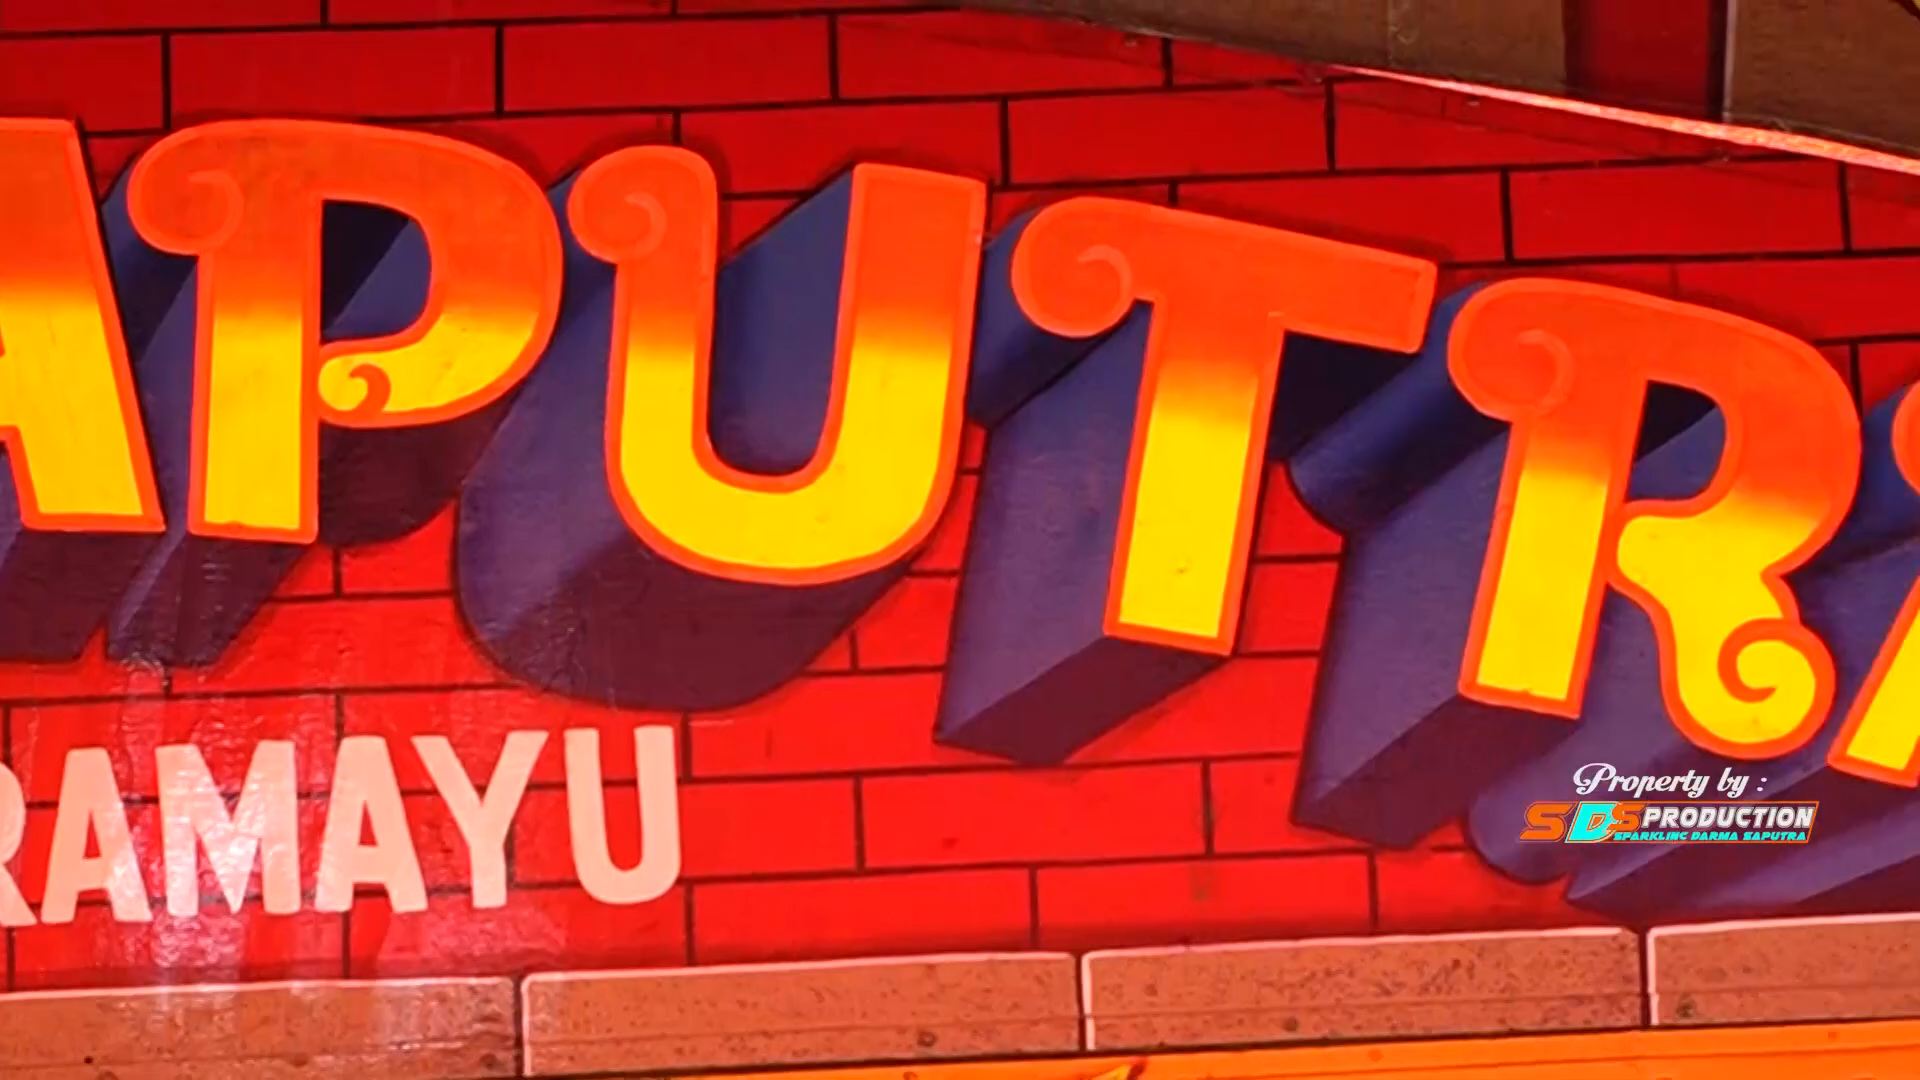 APUTRA
RAMAYU
Property by :
SDS PRODUCTION
SPARKLING DARMA SAPUTRA